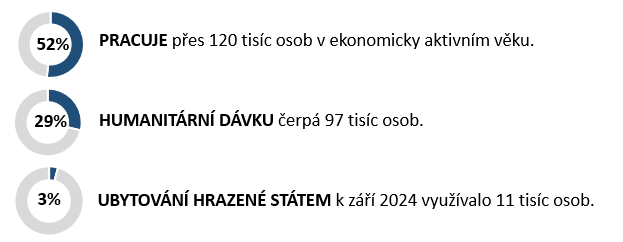 52% PRACUJE přes 120 tisíc osob v ekonomicky aktivním věku.
29% HUMANITÁRNÍ DÁVKU čerpá 97 tisíc osob.
3% UBYTOVÁNÍ HRAZENÉ STÁTEM k září 2024 využívalo 11 tisíc osob.